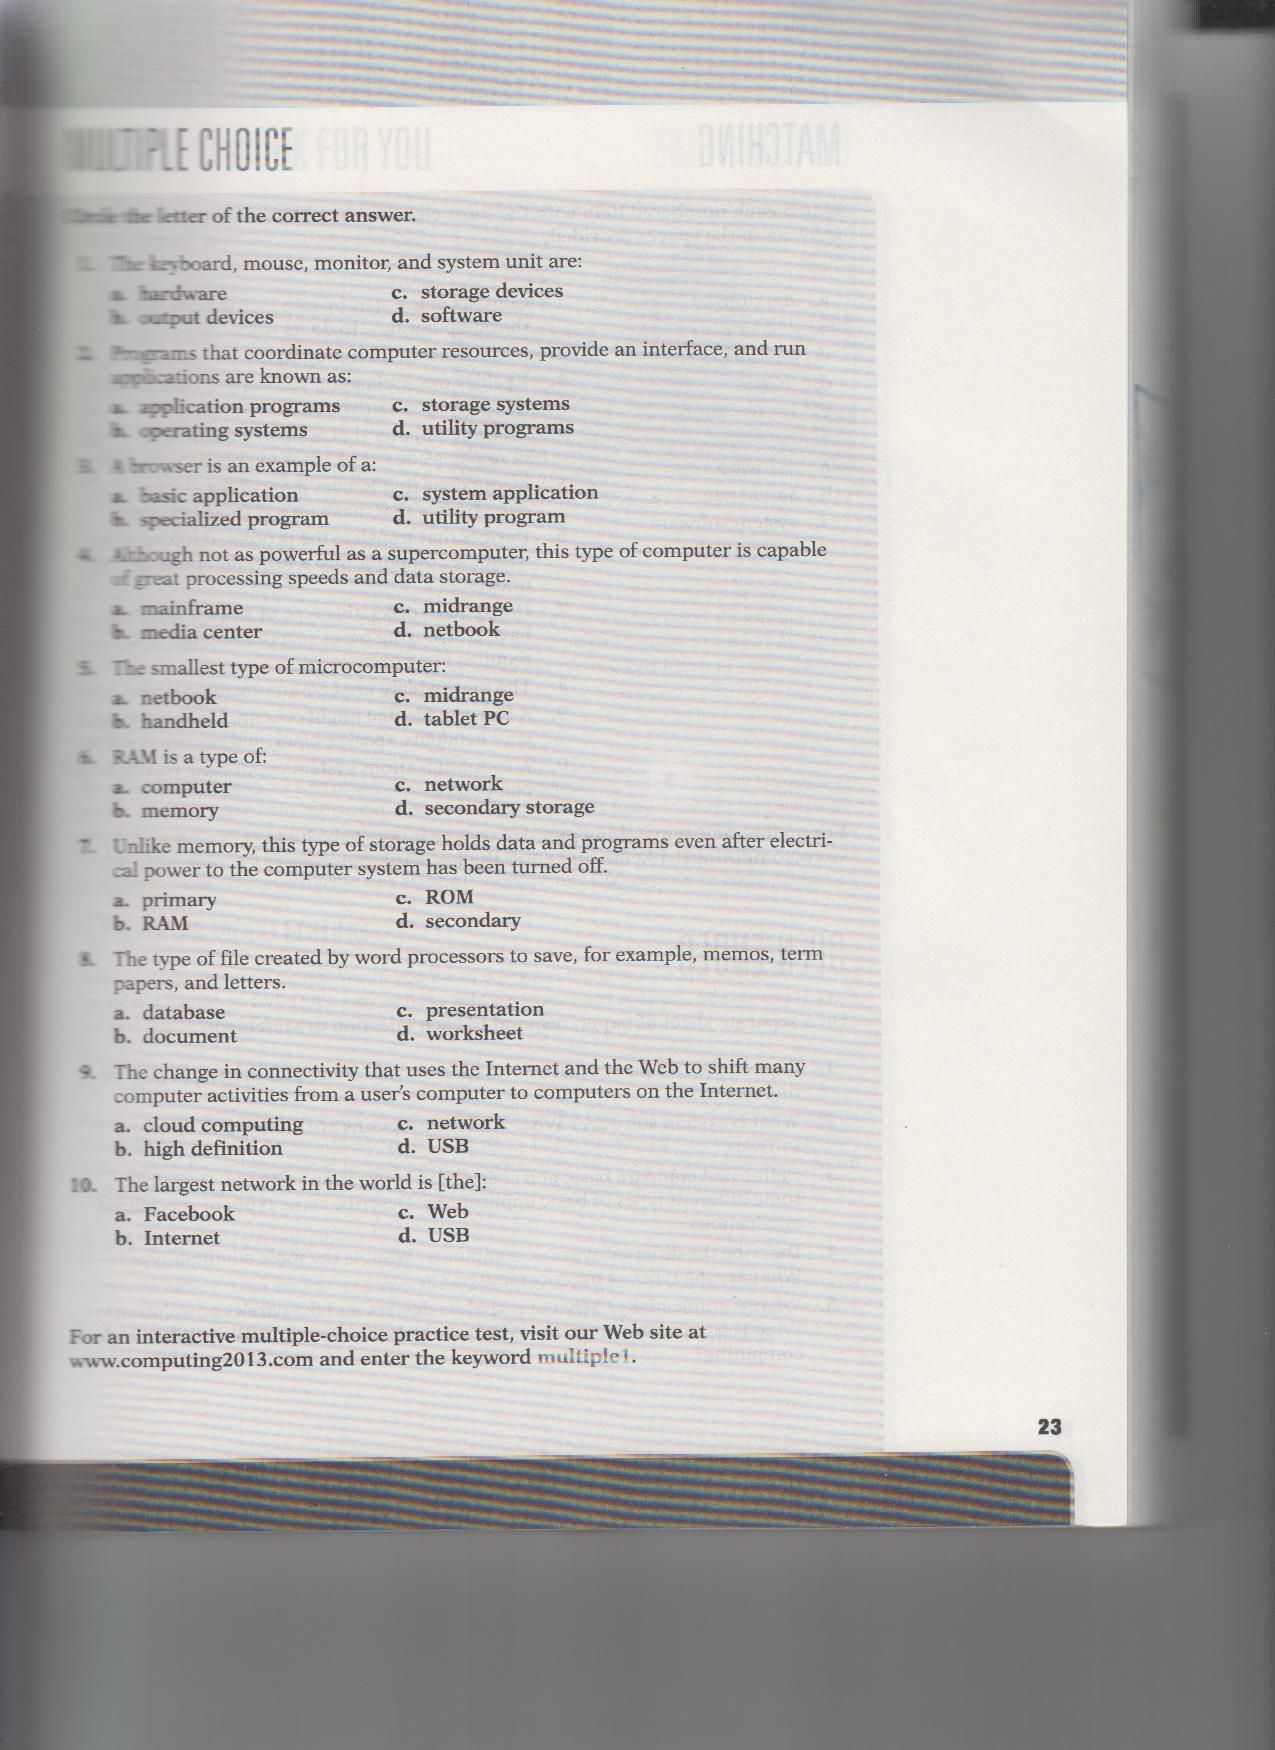 MULTIPLE CHOICE
Circle the letter of the correct answer.
1. The keyboard, mouse, monitor, and system unit are:
a. hardware
b. output devices
c. storage devices
d. software
2. Programs that coordinate computer resources, provide an interface, and run
applications are known as:
a. application programs
b. operating systems
c. storage systems
d. utility programs
3. A browser is an example of a:
a. basic application
b. specialized program
c. system application
d. utility program
4. Although not as powerful as a supercomputer, this type of computer is capable
of great processing speeds and data storage.
a. mainframe
b. media center
c. midrange
d. netbook
5. The smallest type of microcomputer:
a. netbook
b. handheld
c. midrange
d. tablet PC
6. RAM is a type of:
a. computer
b. memory
c. network
d. secondary storage
7. Unlike memory, this type of storage holds data and programs even after electri-
cal power to the computer system has been turned off.
a. primary
b. RAM
c. ROM
d. secondary
8. The type of file created by word processors to save, for example, memos, term
papers, and letters.
a. database
b. document
c. presentation
d. worksheet
9. The change in connectivity that uses the Internet and the Web to shift many
computer activities from a user's computer to computers on the Internet.
a. cloud computing
b. high definition
c. network
d. USB
10. The largest network in the world is [the]:
a. Facebook
b. Internet
c. Web
d. USB
For an interactive multiple-choice practice test, visit our Web site at
www.computing2013.com and enter the keyword multiple1.
23